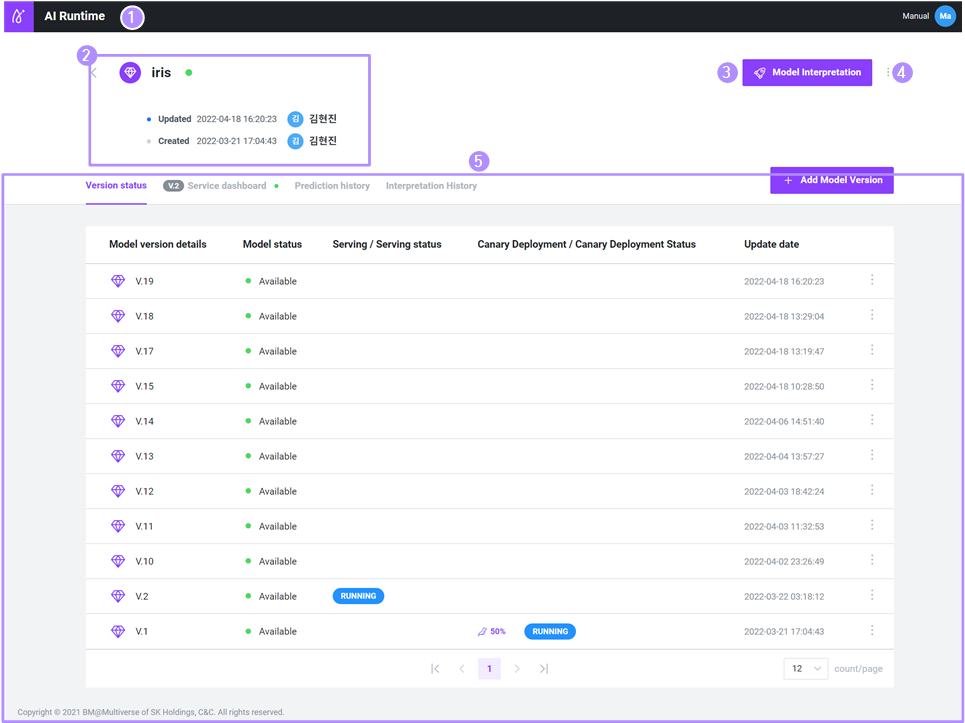 AI Runtime 1 Manual Ma
2
iris 3 Model Interpretation 4
Updated 2022-04-18 16:20:23 김 김현진
Created 2022-03-21 17:04:43 김 김현진
5
Version status V.2 Service dashboard Prediction history Interpretation History + Add Model Version
Model version details Model status Serving / Serving status Canary Deployment / Canary Deployment Status Update date
V.19 Available 2022-04-18 16:20:23
V.18 Available 2022-04-18 13:29:04
V.17 Available 2022-04-18 13:19:47
V.15 Available 2022-04-18 10:28:50
V.14 Available 2022-04-06 14:51:40
V.13 Available 2022-04-04 13:57:27
V.12 Available 2022-04-03 18:42:24
V.11 Available 2022-04-03 11:32:53
V.10 Available 2022-04-02 23:26:49
V.2 Available RUNNING 2022-03-22 03:18:12
V.1 Available 50% RUNNING 2022-03-21 17:04:43
1 12 count/page
Copyright © 2021 BM@Multiverse of SK Holdings, C&C. All rights reserved.